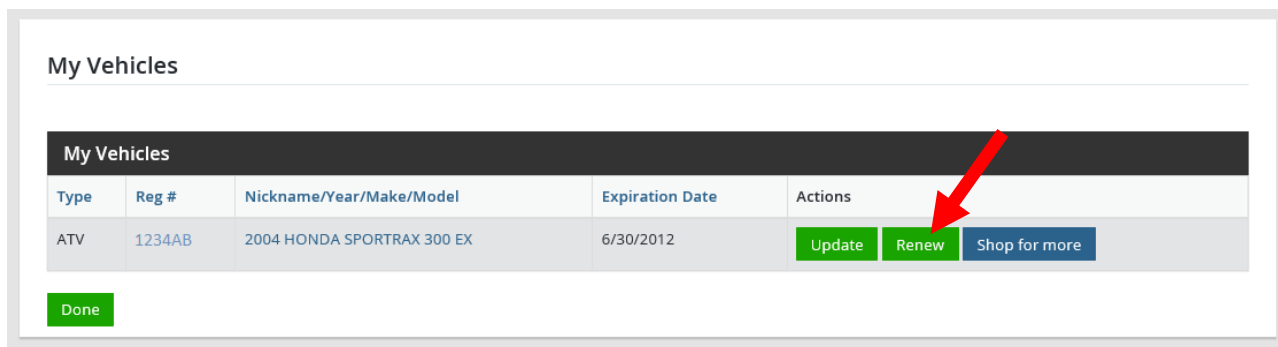 My Vehicles
My Vehicles
Type Reg # Nickname/Year/Make/Model Expiration Date Actions
ATV 1234AB 2004 HONDA SPORTRAX 300 EX 6/30/2012 Update Renew Shop for more
Done